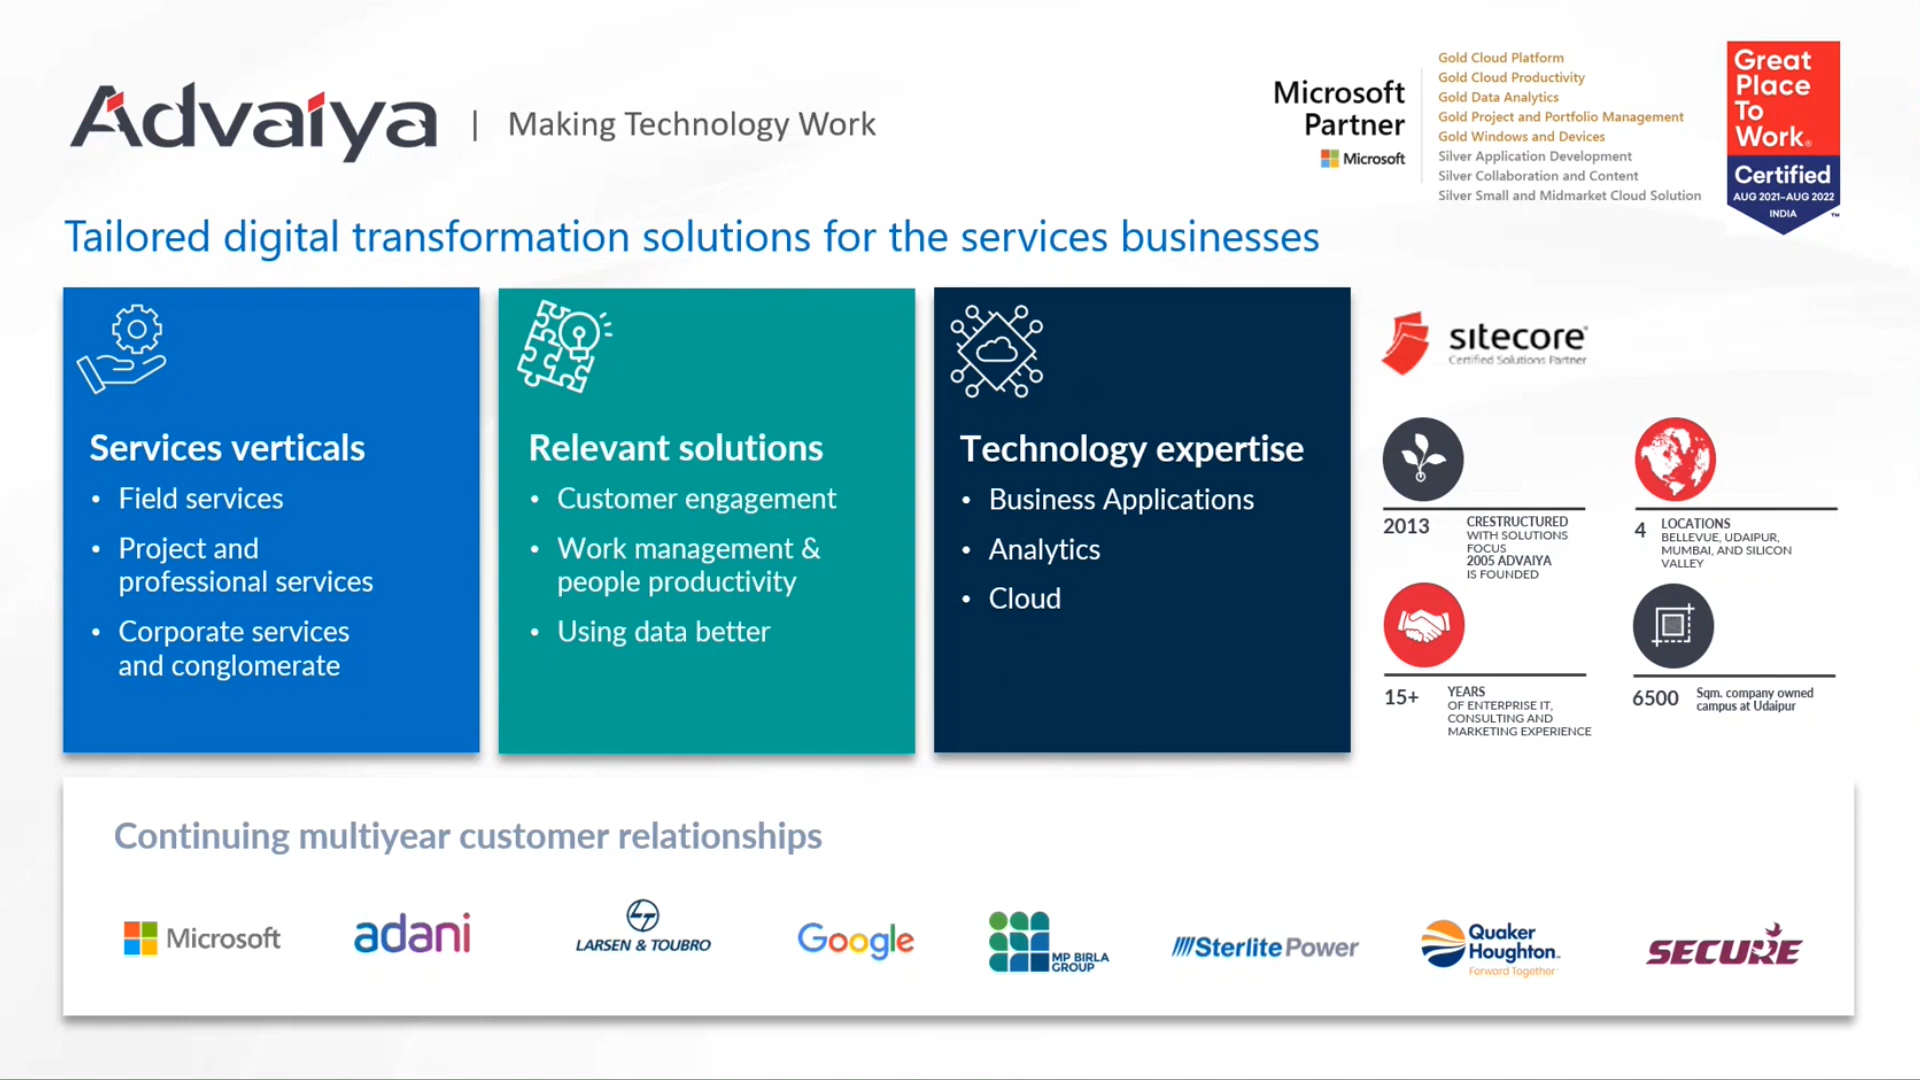 Advaiya | Making Technology Work
Microsoft
Partner
Microsoft
Gold Cloud Platform
Gold Cloud Productivity
Gold Data Analytics
Gold Project and Portfolio Management
Gold Windows and Devices
Silver Application Development
Silver Collaboration and Content
Silver Small and Midmarket Cloud Solution
Great
Place
To
Work®
Certified
AUG 2021–AUG 2022
INDIA
™
Tailored digital transformation solutions for the services businesses
Services verticals
• Field services
• Project and
professional services
• Corporate services
and conglomerate
Relevant solutions
• Customer engagement
• Work management &
people productivity
• Using data better
Technology expertise
• Business Applications
• Analytics
• Cloud
sitecore®
Certified Solutions Partner
2013
CRESTRUCTURED
WITH SOLUTIONS
FOCUS
2005 ADVAIYA
IS FOUNDED
4
LOCATIONS
BELLEVUE, UDAIPUR,
MUMBAI, AND SILICON
VALLEY
15+
YEARS
OF ENTERPRISE IT,
CONSULTING AND
MARKETING EXPERIENCE
6500
Sqm. company owned
campus at Udaipur
Continuing multiyear customer relationships
Microsoft
adani
LT
LARSEN & TOUBRO
Google
MP BIRLA
GROUP
Sterlite Power
Quaker
Houghton™
Forward Together™
SECURE